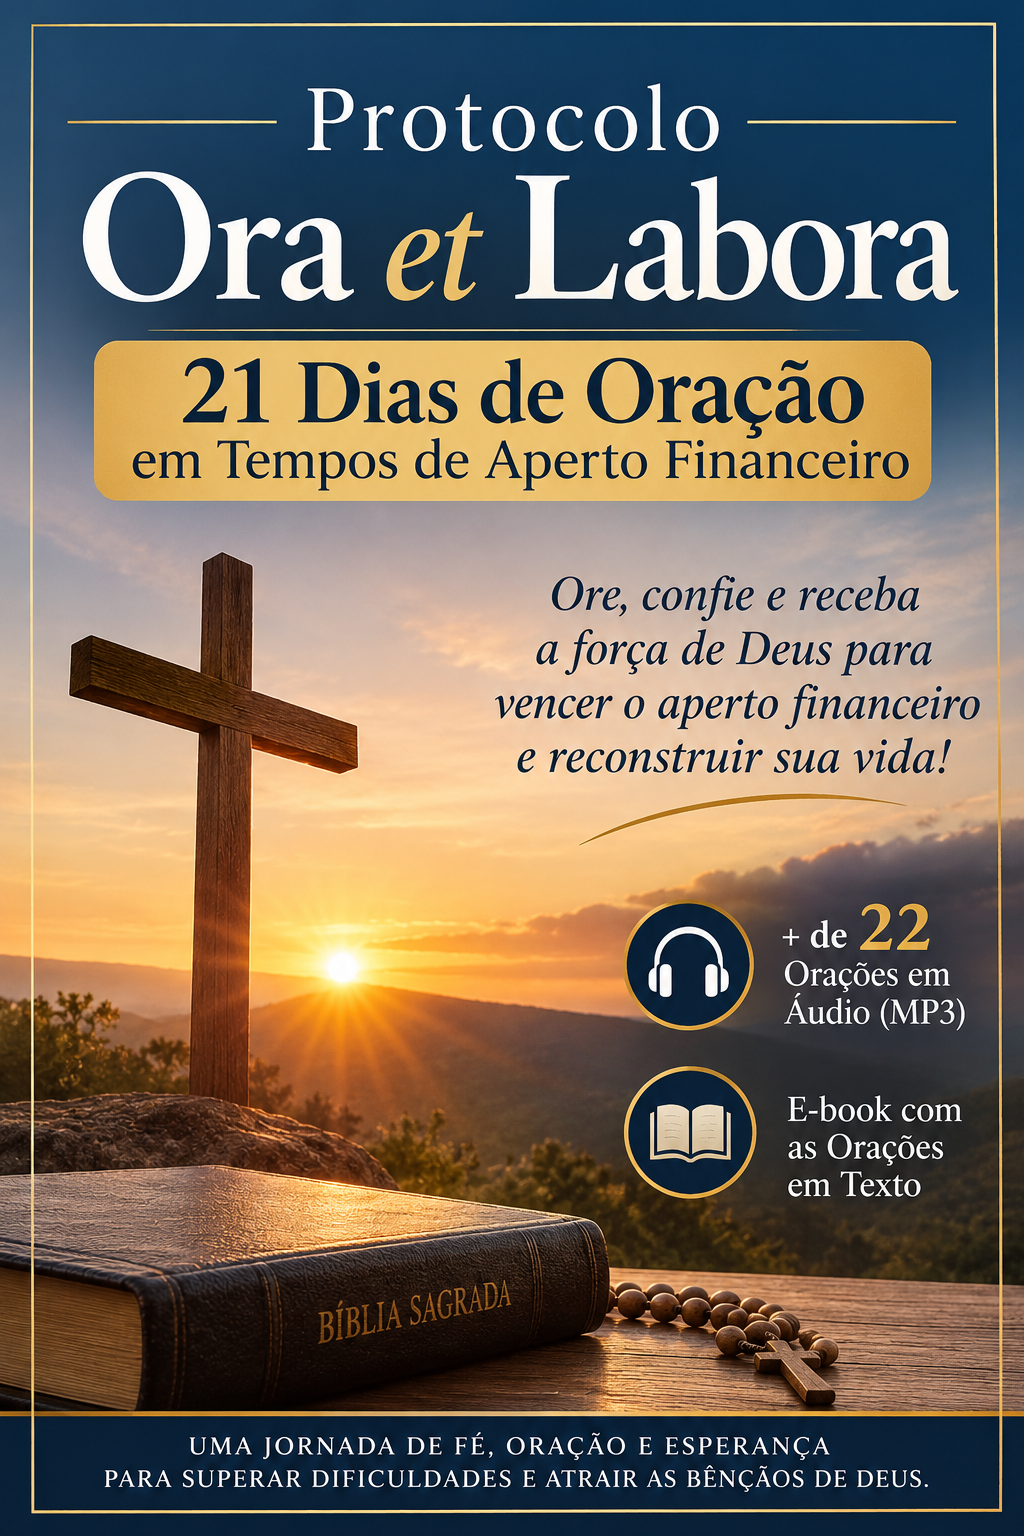 Protocolo
Ora et Labora
21 Dias de Oração
em Tempos de Aperto Financeiro
Ore, confie e receba
a força de Deus para
vencer o aperto financeiro
e reconstruir sua vida!
+ de 22
Orações em
Áudio (MP3)
E-book com
as Orações
em Texto
BÍBLIA SAGRADA
UMA JORNADA DE FÉ, ORAÇÃO E ESPERANÇA
PARA SUPERAR DIFICULDADES E ATRAIR AS BÊNÇÃOS DE DEUS.